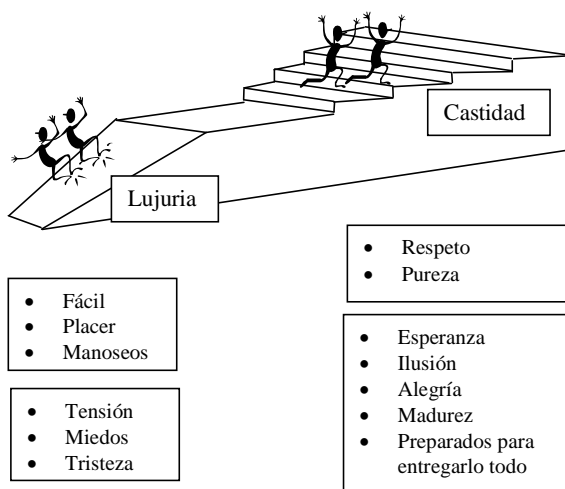 Castidad
Lujuria
• Respeto
• Pureza
• Fácil
• Placer
• Manoseos
• Esperanza
• Ilusión
• Alegría
• Madurez
• Preparados para
entregarlo todo
• Tensión
• Miedos
• Tristeza